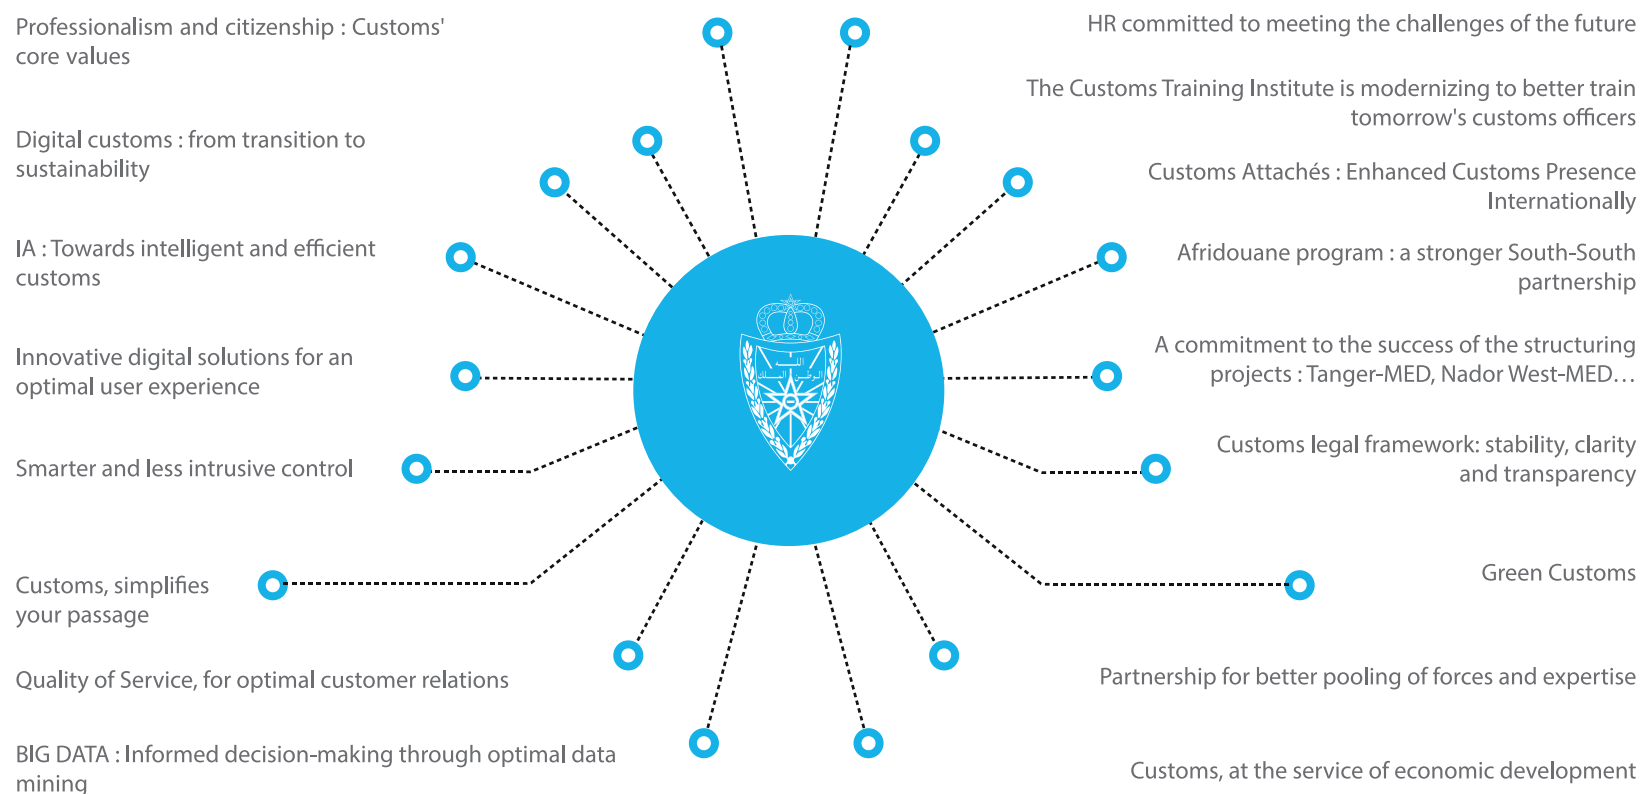 Professionalism and citizenship : Customs'
core values
Digital customs : from transition to
sustainability
IA : Towards intelligent and efficient
customs
Innovative digital solutions for an
optimal user experience
Smarter and less intrusive control
Customs, simplifies
your passage
Quality of Service, for optimal customer relations
BIG DATA : Informed decision-making through optimal data
mining
الله
الوطن الملك
HR committed to meeting the challenges of the future
The Customs Training Institute is modernizing to better train
tomorrow's customs officers
Customs Attachés : Enhanced Customs Presence
Internationally
Afridouane program : a stronger South-South
partnership
A commitment to the success of the structuring
projects : Tanger-MED, Nador West-MED…
Customs legal framework: stability, clarity
and transparency
Green Customs
Partnership for better pooling of forces and expertise
Customs, at the service of economic development